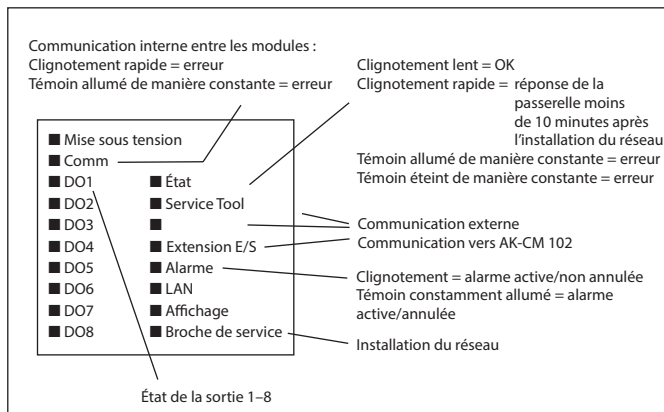 Communication interne entre les modules :
Clignotement rapide = erreur
Témoin allumé de manière constante = erreur
Clignotement lent = OK
Clignotement rapide = réponse de la
passerelle moins
de 10 minutes après
l'installation du réseau
Témoin allumé de manière constante = erreur
Témoin éteint de manière constante = erreur
■ Mise sous tension
■ Comm
■ DO1 ■ État
■ DO2 ■ Service Tool
■ DO3 ■
■ DO4 ■ Extension E/S
■ DO5 ■ Alarme
■ DO6 ■ LAN
■ DO7 ■ Affichage
■ DO8 ■ Broche de service
Communication externe
Communication vers AK-CM 102
Clignotement = alarme active/non annulée
Témoin constamment allumé = alarme
active/annulée
Installation du réseau
État de la sortie 1–8